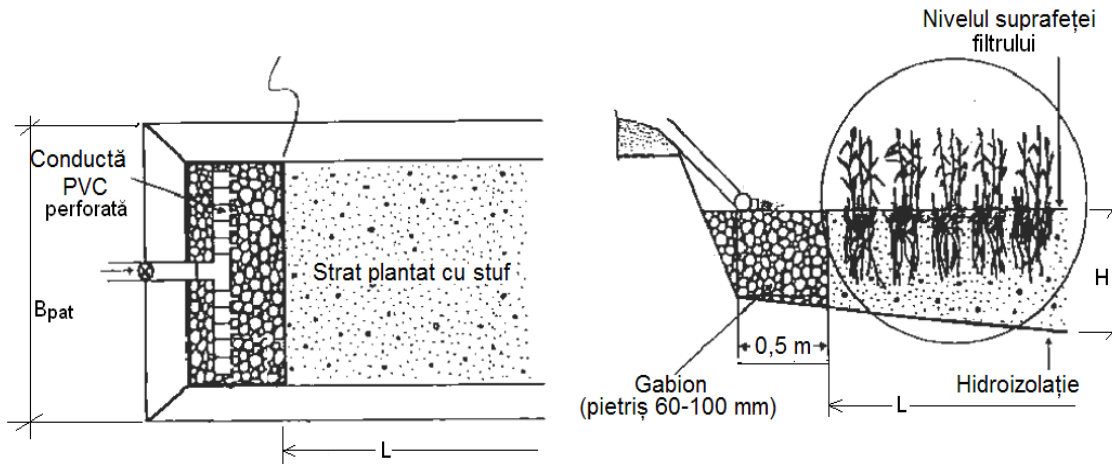 Conductă
PVC
perforată
Strat plantat cu stuf
Bpat
L
Nivelul suprafeței
filtrului
H
0,5 m
Gabion
(pietriș 60-100 mm)
Hidroizolație
L